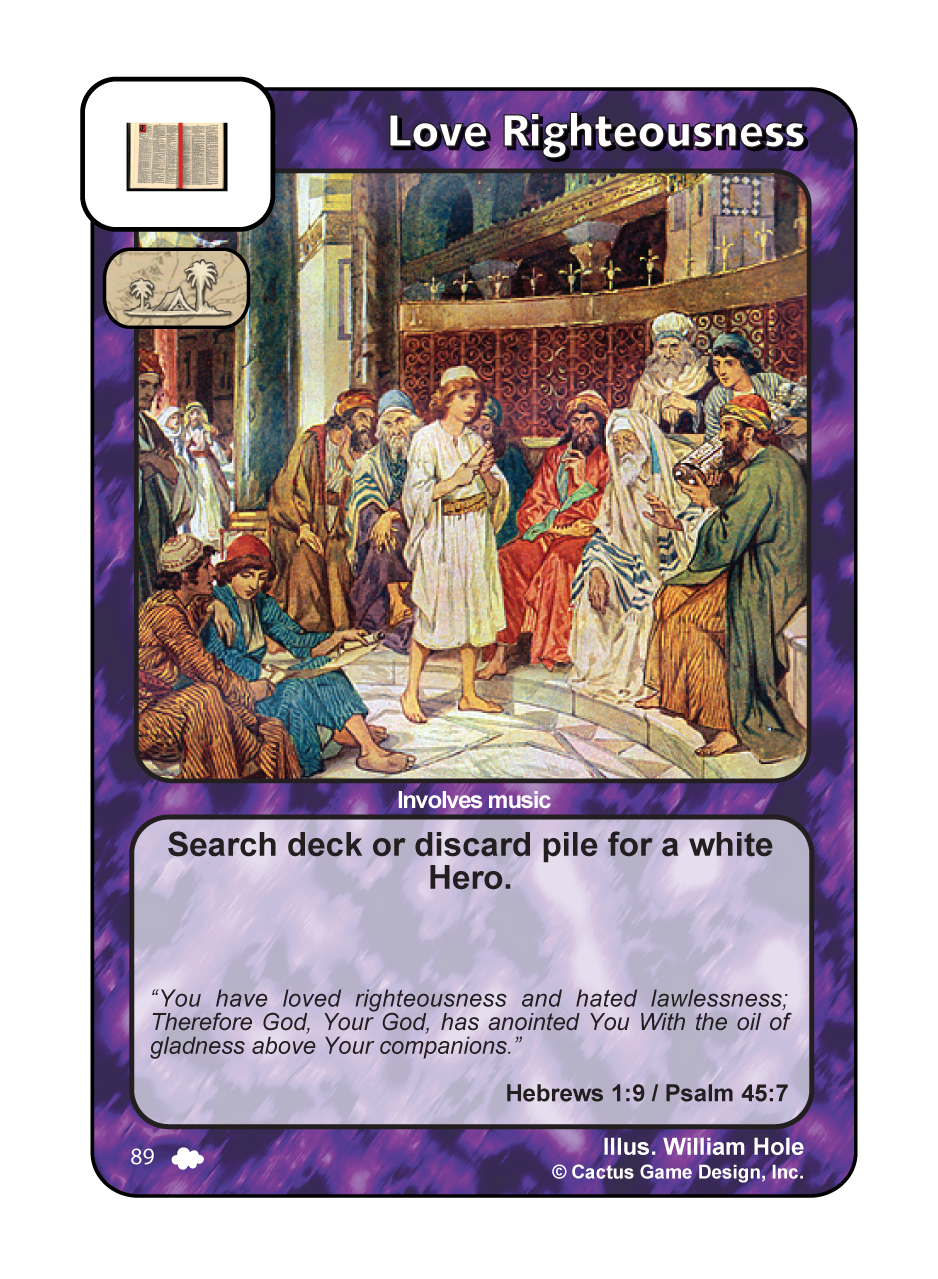 Love Righteousness
Involves music
Search deck or discard pile for a white
Hero.
“You have loved righteousness and hated lawlessness;
Therefore God, Your God, has anointed You With the oil of
gladness above Your companions.”
Hebrews 1:9 / Psalm 45:7
89
Illus. William Hole
© Cactus Game Design, Inc.